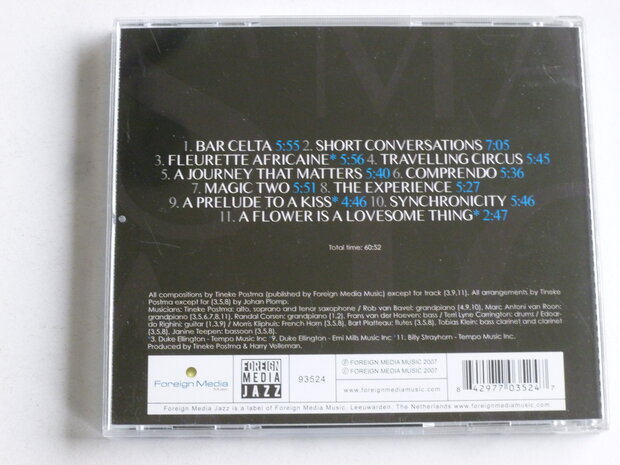 1. BAR CELTA 5:55 2. SHORT CONVERSATIONS 7:05
3. FLEURETTE AFRICAINE* 5:56 4. TRAVELLING CIRCUS 5:45
5. A JOURNEY THAT MATTERS 5:40 6. COMPRENDO 5:36
7. MAGIC TWO 5:51 8. THE EXPERIENCE 5:27
9. A PRELUDE TO A KISS* 4:46 10. SYNCHRONICITY 5:46
11. A FLOWER IS A LOVESOME THING* 2:47
Total time: 60:52
All compositions by Tineke Postma (published by Foreign Media Music) except for track (3,9,11). All arrangements by Tineke
Postma except for (3,5,8) by Johan Plomp.
Musicians: Tineke Postma: alto, soprano and tenor saxophone / Rob van Bavel: grandpiano (4,9,10), Marc Antoni van Roon:
grandpiano (3,5,6,7,8,11), Randal Corsen: grandpiano (1,2), Frans van der Hoeven: bass / Terri Lyne Carrington: drums / Edoar-
do Righini: guitar (1,3,9) / Morris Kliphuis: French Horn (3,5,8), Bart Platteau: flutes (3,5,8), Tobias Klein: bass clarinet and clarinet
(3,5,8), Janine Teepen: bassoon (3,5,8).
*3. Duke Ellington - Tempo Music Inc *9. Duke Ellington - Emi Mills Music Inc *11. Billy Strayhorn - Tempo Music Inc.
Produced by Tineke Postma & Harry Velleman.
Foreign Media
Music
FOREIGN
MEDIA
JAZZ
93524
℗ FOREIGN MEDIA MUSIC 2007
© FOREIGN MEDIA MUSIC 2007
www.foreignmediamusic.com
8 42977 03524 7
Foreign Media Jazz is a label of Foreign Media Music, Leeuwarden, The Netherlands www.foreignmediamusic.com